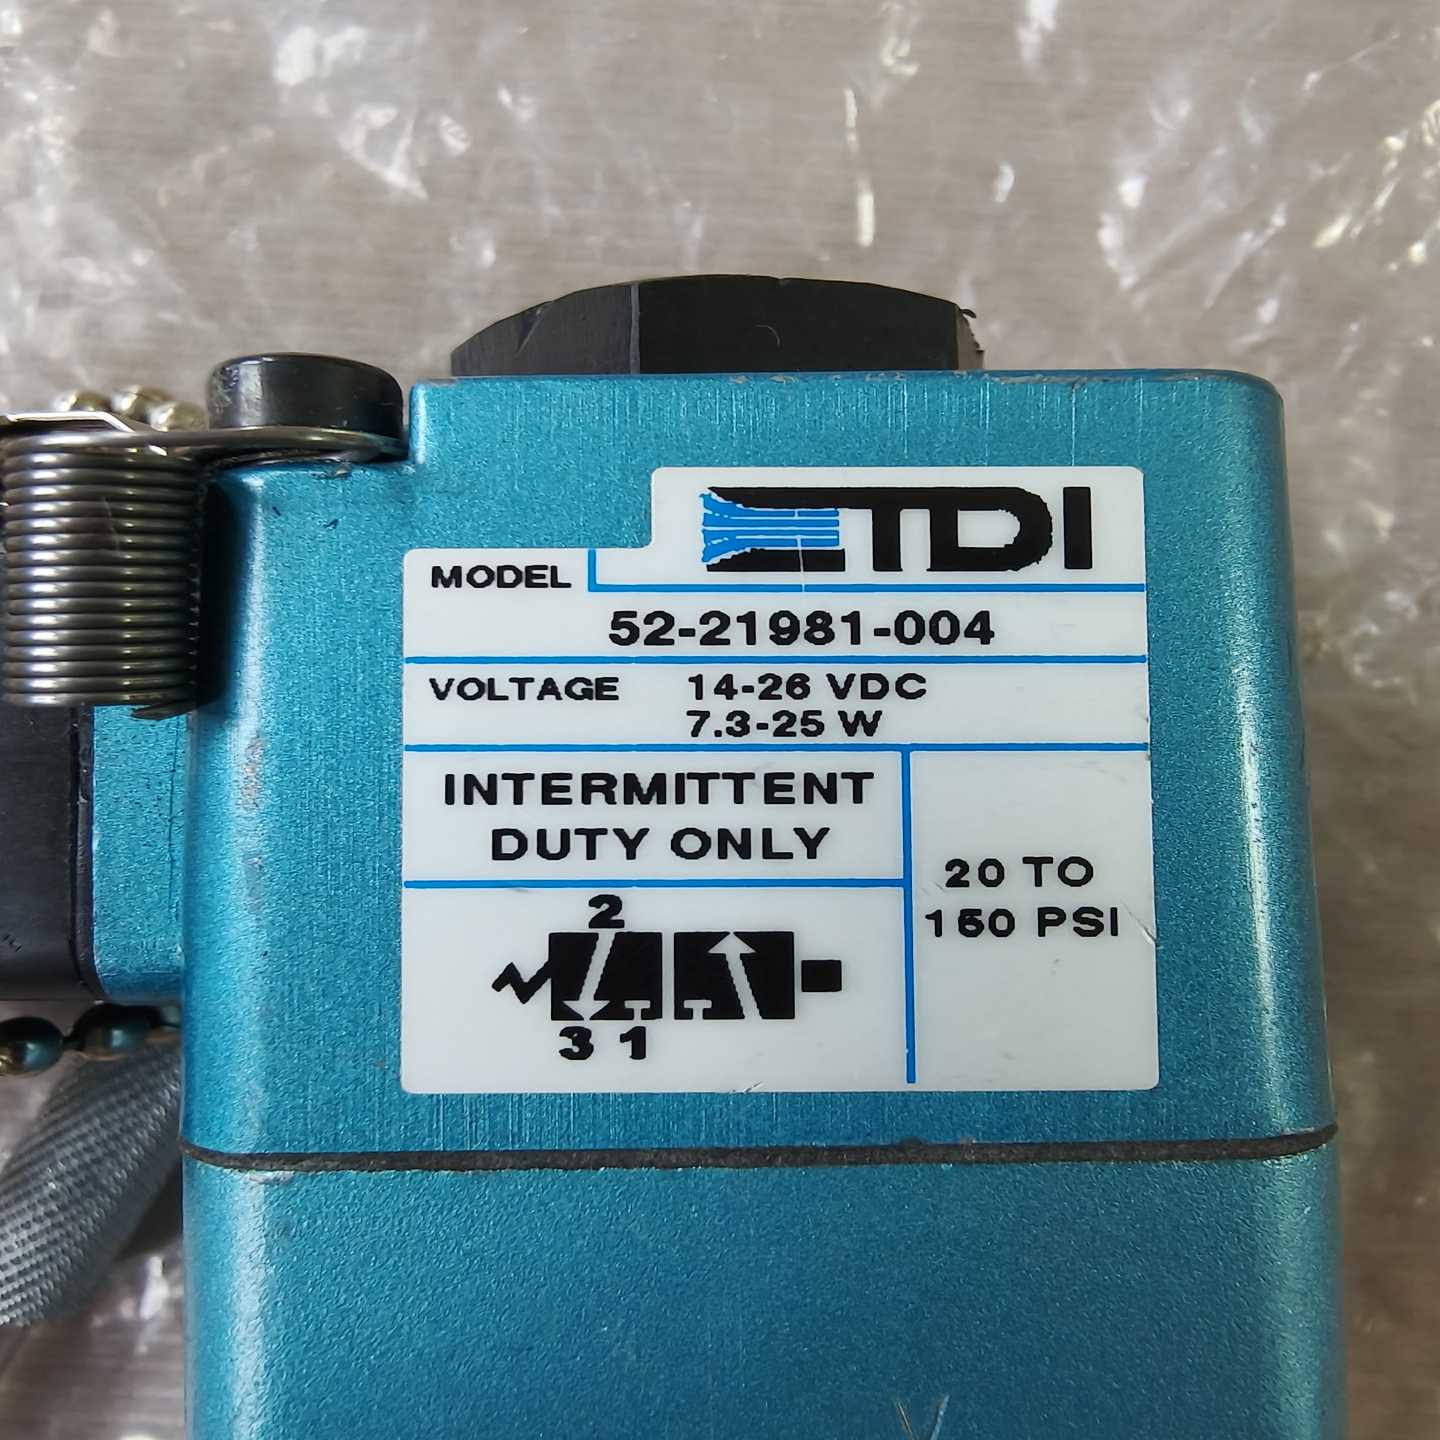 TDI
MODEL
52-21981-004
VOLTAGE 14-26 VDC
7.3-25 W
INTERMITTENT
DUTY ONLY
20 TO
150 PSI
2
3 1